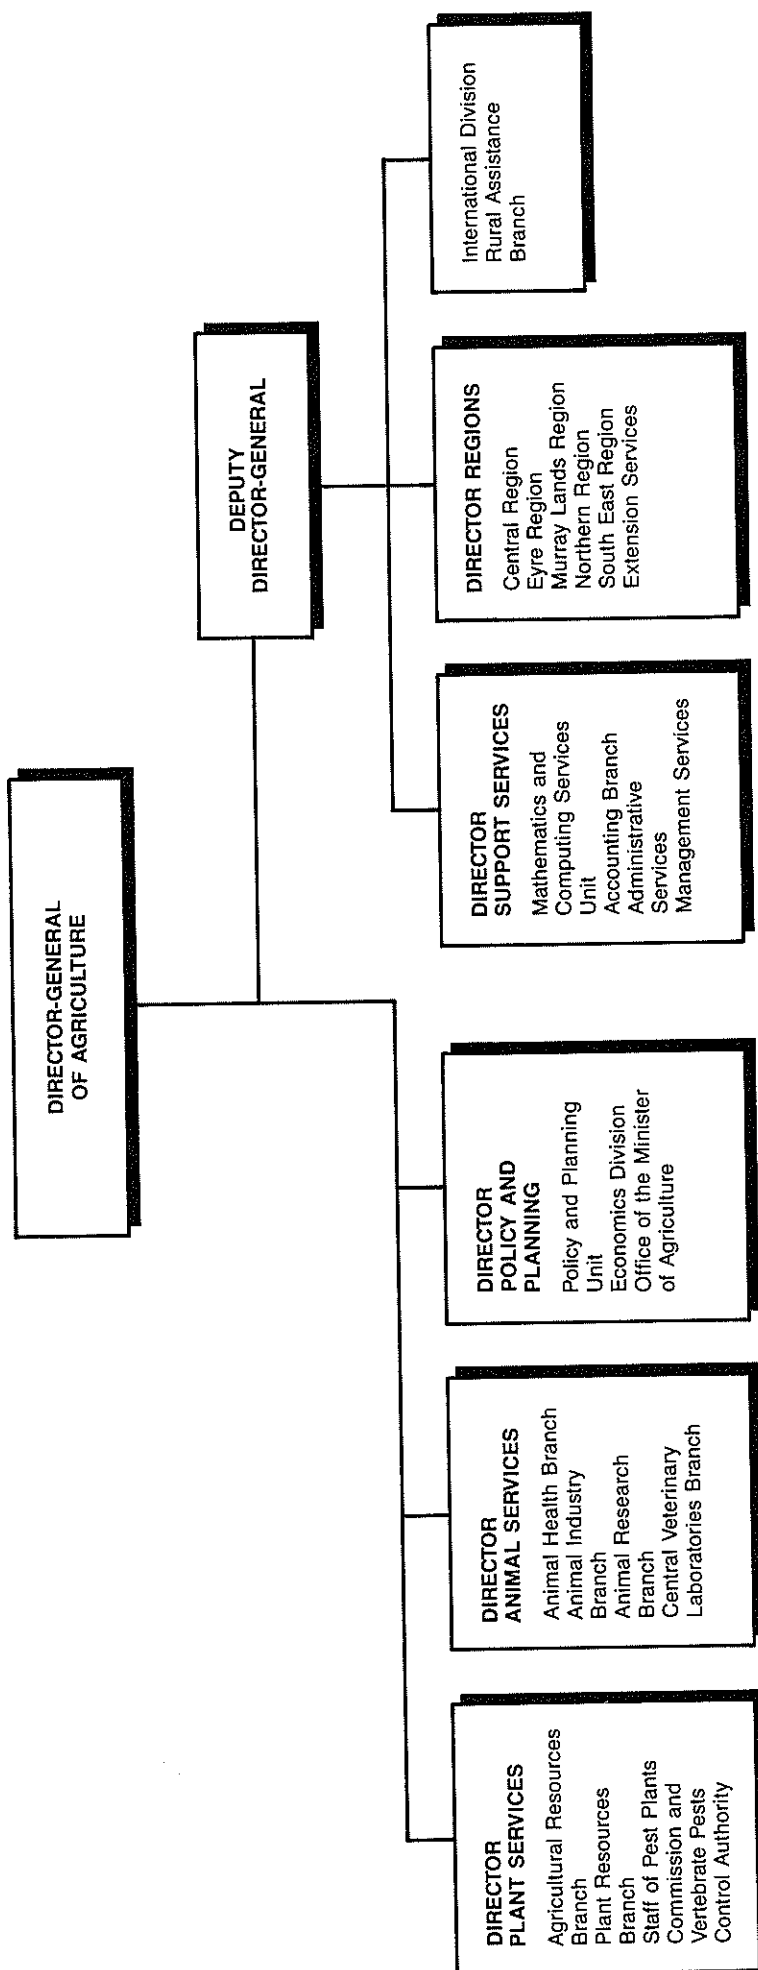 DIRECTOR-GENERAL
OF AGRICULTURE
DEPUTY
DIRECTOR-GENERAL
DIRECTOR
PLANT SERVICES
Agricultural Resources
Branch
Plant Resources
Branch
Staff of Pest Plants
Commission and
Vertebrate Pests
Control Authority
DIRECTOR
ANIMAL SERVICES
Animal Health Branch
Animal Industry
Branch
Animal Research
Branch
Central Veterinary
Laboratories Branch
DIRECTOR
POLICY AND
PLANNING
Policy and Planning
Unit
Economics Division
Office of the Minister
of Agriculture
DIRECTOR
SUPPORT SERVICES
Mathematics and
Computing Services
Unit
Accounting Branch
Administrative
Services
Management Services
DIRECTOR REGIONS
Central Region
Eyre Region
Murray Lands Region
Northern Region
South East Region
Extension Services
International Division
Rural Assistance
Branch